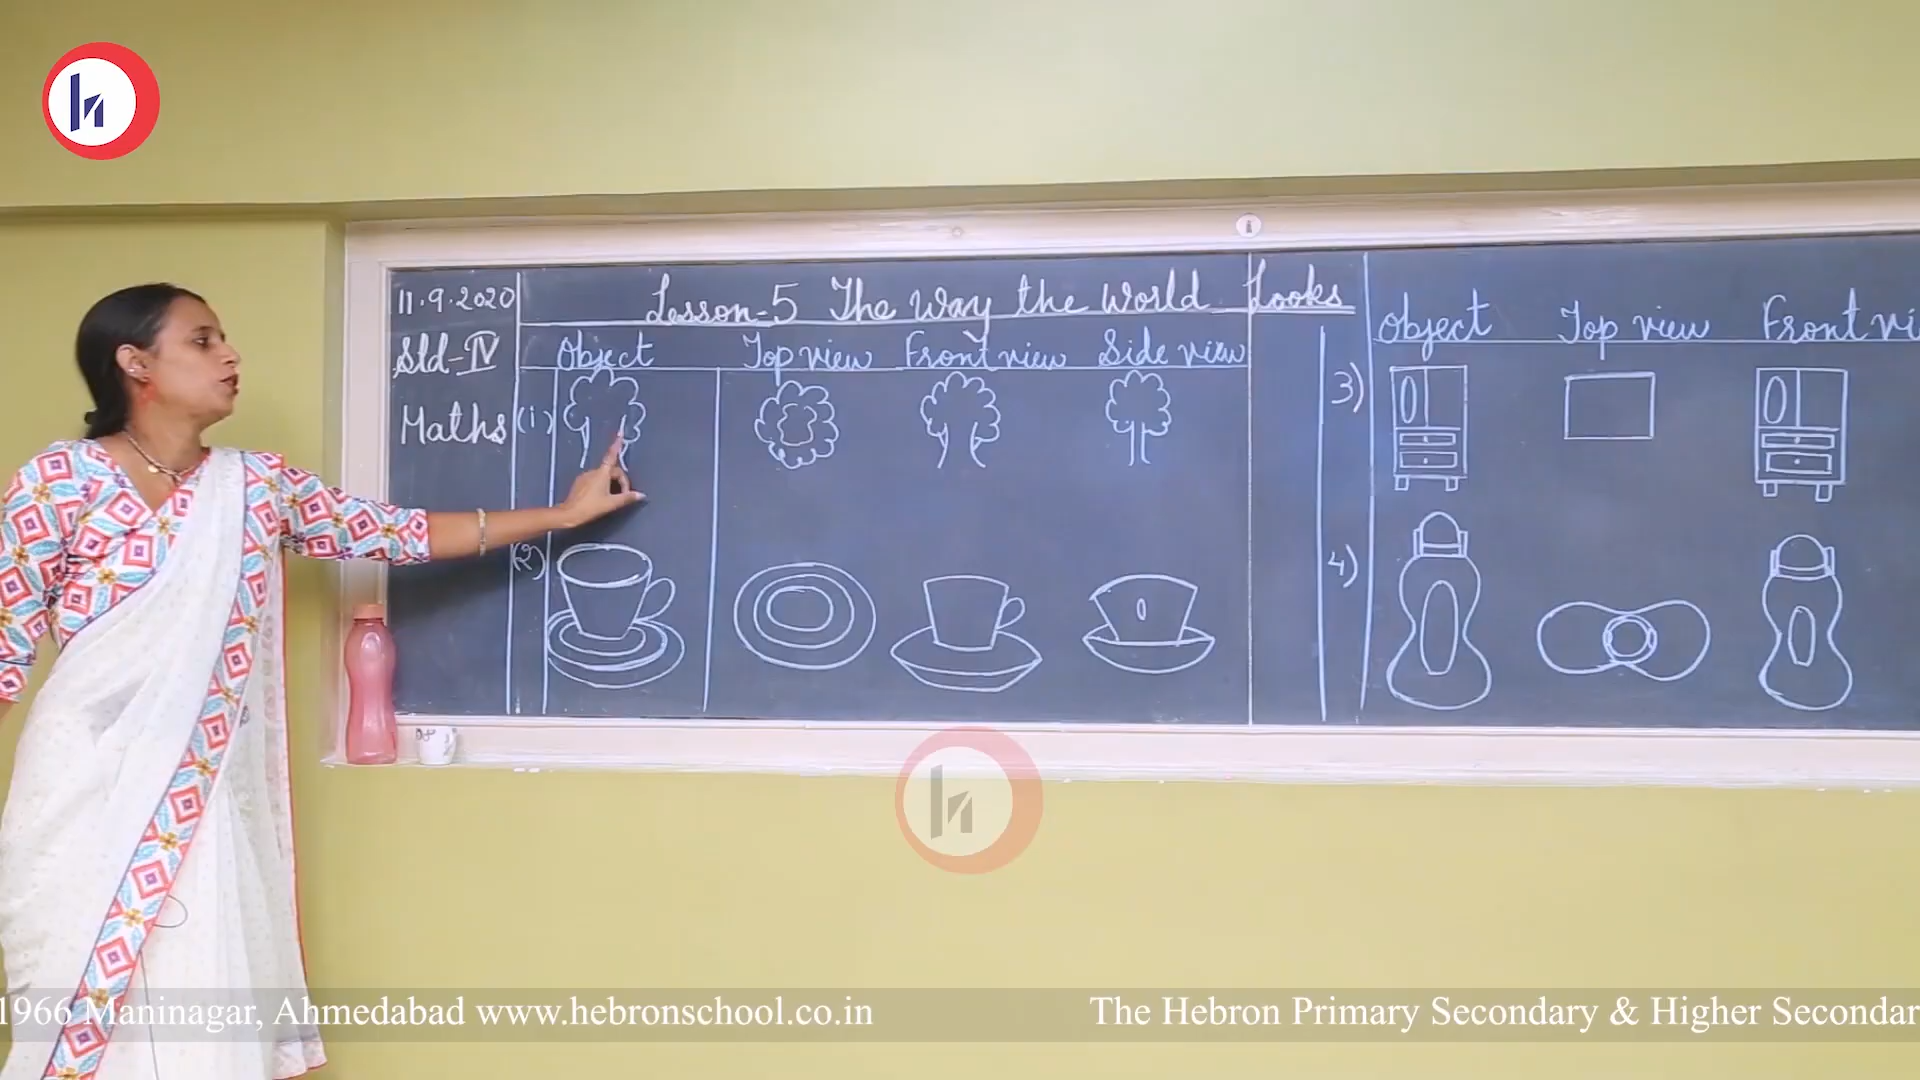 11.9.2020
Std-IV
Maths
Lesson-5 The Way the World Looks
Object Top view Front view Side view
(1)
(2)
Object Top view Front vi
3)
4)
h
1966 Maninagar, Ahmedabad www.hebronschool.co.in The Hebron Primary Secondary & Higher Secondar